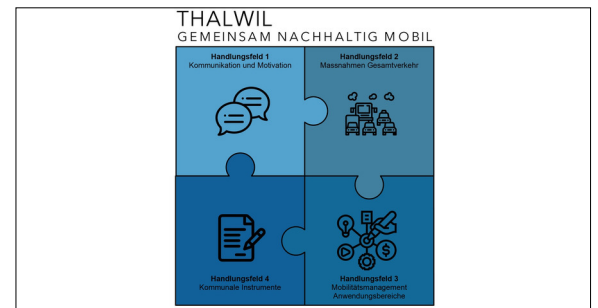 THALWIL
GEMEINSAM NACHHALTIG MOBIL
Handlungsfeld 1
Kommunikation und Motivation
Handlungsfeld 2
Massnahmen Gesamtverkehr
Handlungsfeld 4
Kommunale Instrumente
Handlungsfeld 3
Mobilitätsmanagement
Anwendungsbereiche